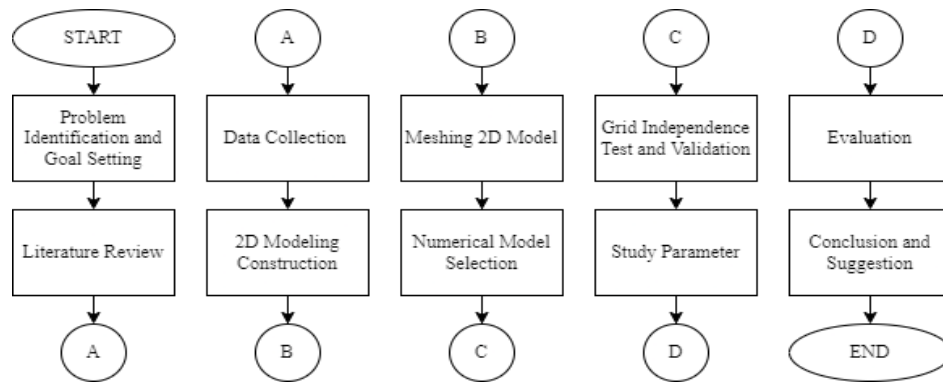 START
Problem
Identification and
Goal Setting
Literature Review
A
A
Data Collection
2D Modeling
Construction
B
B
Meshing 2D Model
Numerical Model
Selection
C
C
Grid Independence
Test and Validation
Study Parameter
D
D
Evaluation
Conclusion and
Suggestion
END